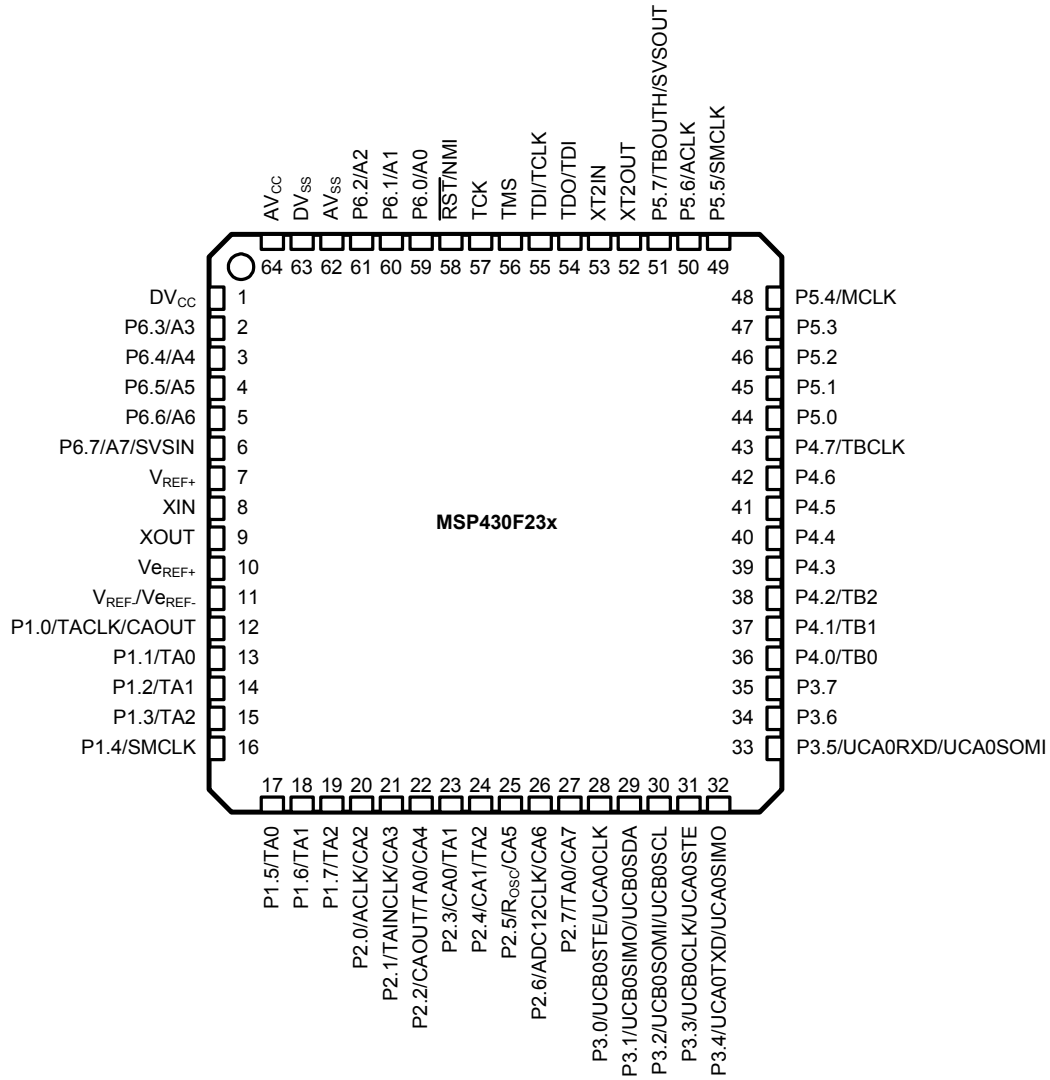 AVCC
DVSS
AVSS
P6.2/A2
P6.1/A1
P6.0/A0
RST/NMI
TCK
TMS
TDI/TCLK
TDO/TDI
XT2IN
XT2OUT
P5.7/TBOUTH/SVSOUT
P5.6/ACLK
P5.5/SMCLK
64 63 62 61 60 59 58 57 56 55 54 53 52 51 50 49
DVCC 1
P6.3/A3 2
P6.4/A4 3
P6.5/A5 4
P6.6/A6 5
P6.7/A7/SVSIN 6
VREF+ 7
XIN 8
XOUT 9
VeREF+ 10
VREF-/VeREF- 11
P1.0/TACLK/CAOUT 12
P1.1/TA0 13
P1.2/TA1 14
P1.3/TA2 15
P1.4/SMCLK 16
MSP430F23x
48 P5.4/MCLK
47 P5.3
46 P5.2
45 P5.1
44 P5.0
43 P4.7/TBCLK
42 P4.6
41 P4.5
40 P4.4
39 P4.3
38 P4.2/TB2
37 P4.1/TB1
36 P4.0/TB0
35 P3.7
34 P3.6
33 P3.5/UCA0RXD/UCA0SOMI
17 18 19 20 21 22 23 24 25 26 27 28 29 30 31 32
P1.5/TA0
P1.6/TA1
P1.7/TA2
P2.0/ACLK/CA2
P2.1/TAINCLK/CA3
P2.2/CAOUT/TA0/CA4
P2.3/CA0/TA1
P2.4/CA1/TA2
P2.5/ROSC/CA5
P2.6/ADC12CLK/CA6
P2.7/TA0/CA7
P3.0/UCB0STE/UCA0CLK
P3.1/UCB0SIMO/UCB0SDA
P3.2/UCB0SOMI/UCB0SCL
P3.3/UCB0CLK/UCA0STE
P3.4/UCA0TXD/UCA0SIMO